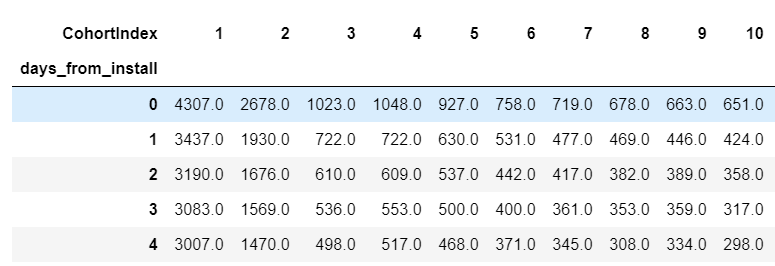 CohortIndex 1 2 3 4 5 6 7 8 9 10
days_from_install
0 4307.0 2678.0 1023.0 1048.0 927.0 758.0 719.0 678.0 663.0 651.0
1 3437.0 1930.0 722.0 722.0 630.0 531.0 477.0 469.0 446.0 424.0
2 3190.0 1676.0 610.0 609.0 537.0 442.0 417.0 382.0 389.0 358.0
3 3083.0 1569.0 536.0 553.0 500.0 400.0 361.0 353.0 359.0 317.0
4 3007.0 1470.0 498.0 517.0 468.0 371.0 345.0 308.0 334.0 298.0